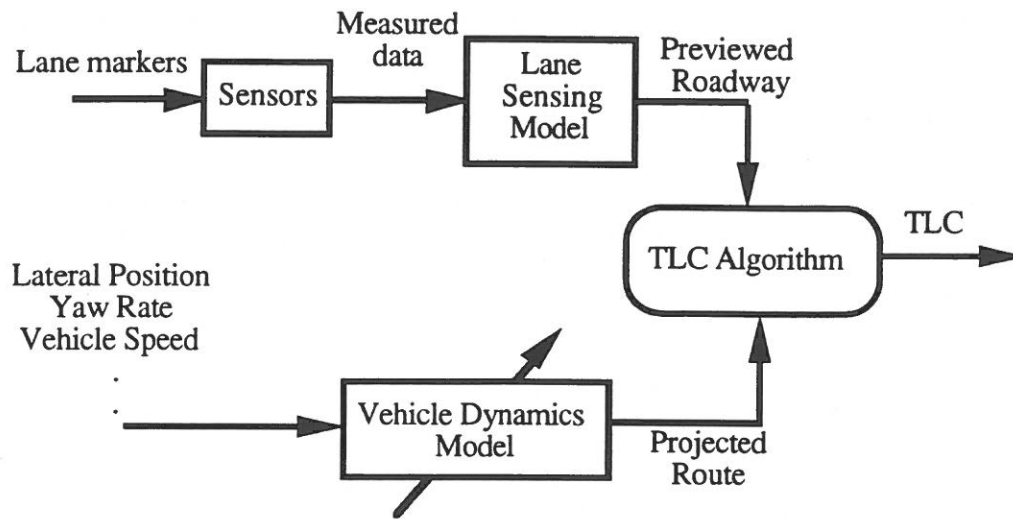 Lane markers
Sensors
Measured
data
Lane
Sensing
Model
Previewed
Roadway
TLC Algorithm
TLC
Lateral Position
Yaw Rate
Vehicle Speed
.
.
Vehicle Dynamics
Model
Projected
Route